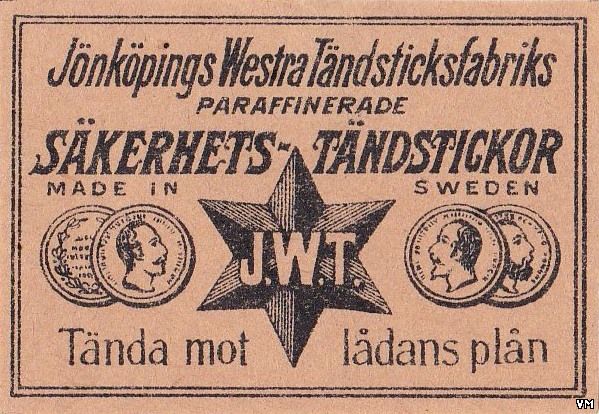 Jönköpings Westra Tändsticksfabriks
PARAFFINERADE
SÄKERHETS-TÄNDSTICKOR
MADE IN SWEDEN
J.W.T.
Tända mot lådans plån
VM